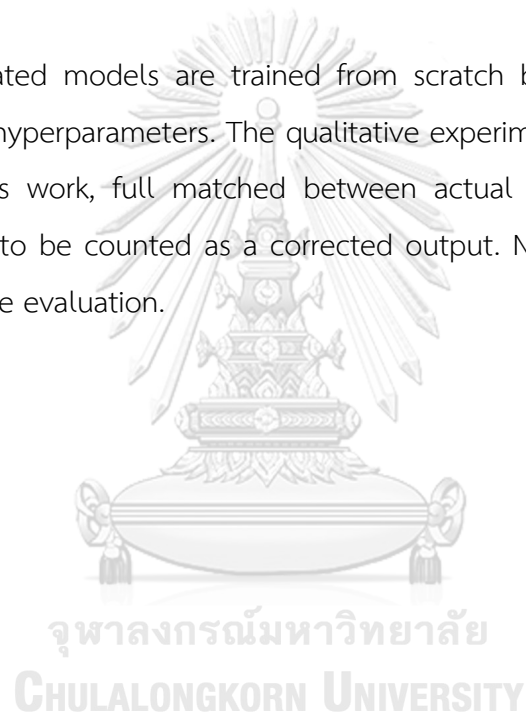 ated models are trained from scratch b
hyperparameters. The qualitative experim
s work, full matched between actual
to be counted as a corrected output. N
e evaluation.
จุฬาลงกรณ์มหาวิทยาลัย
CHULALONGKORN UNIVERSITY